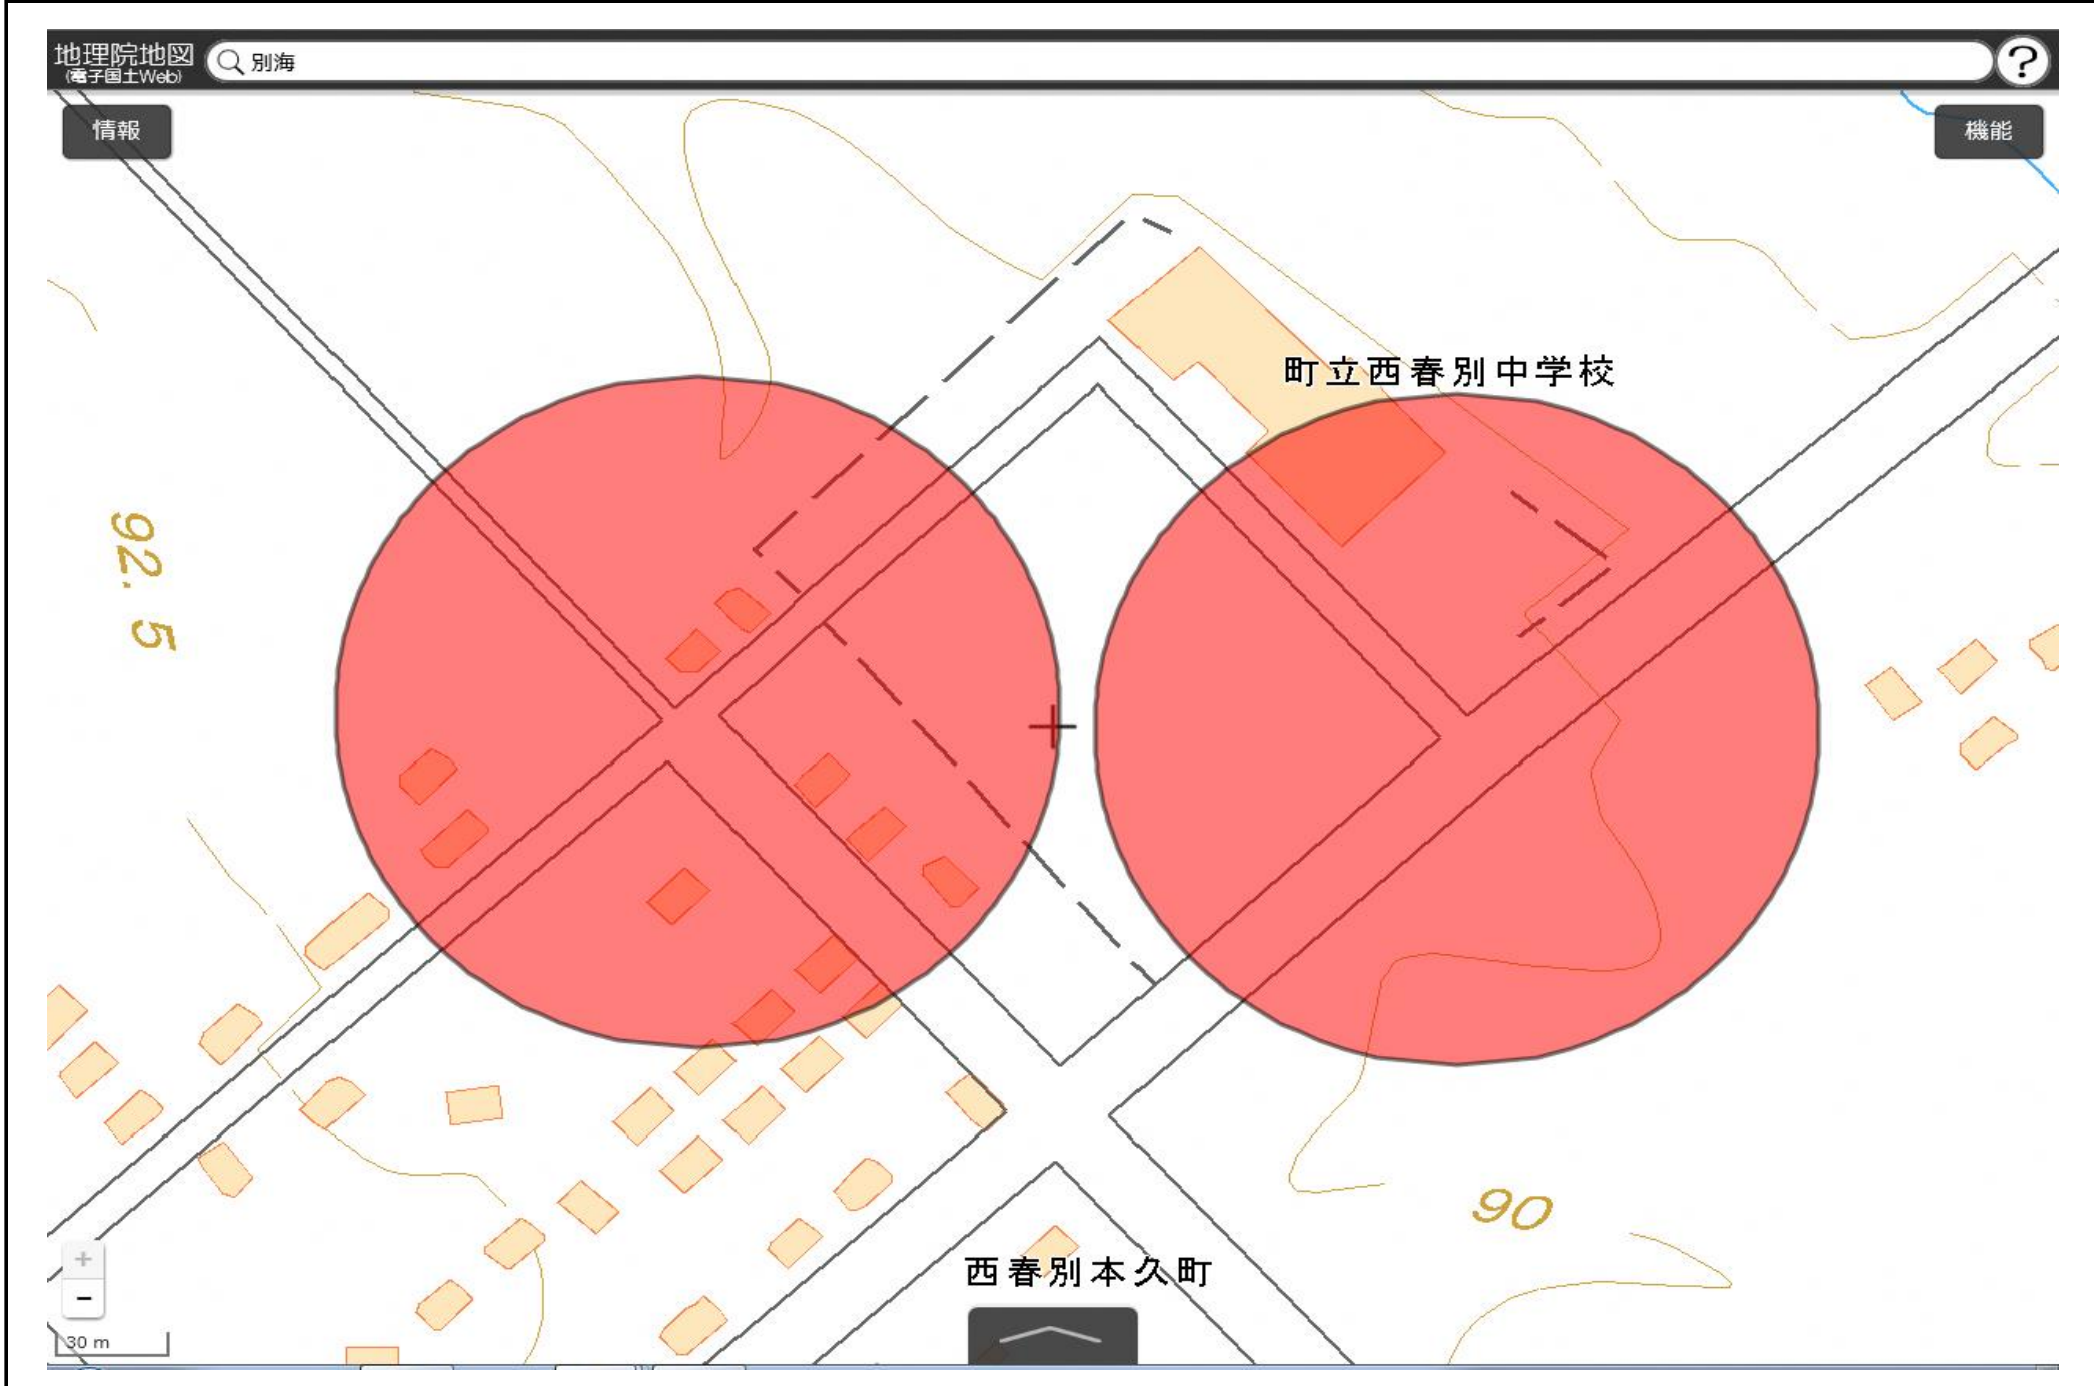 地理院地図
(電子国土Web)
別海
?
情報
機能
町立西春別中学校
92.5
90
西春別本久町
+
−
30 m